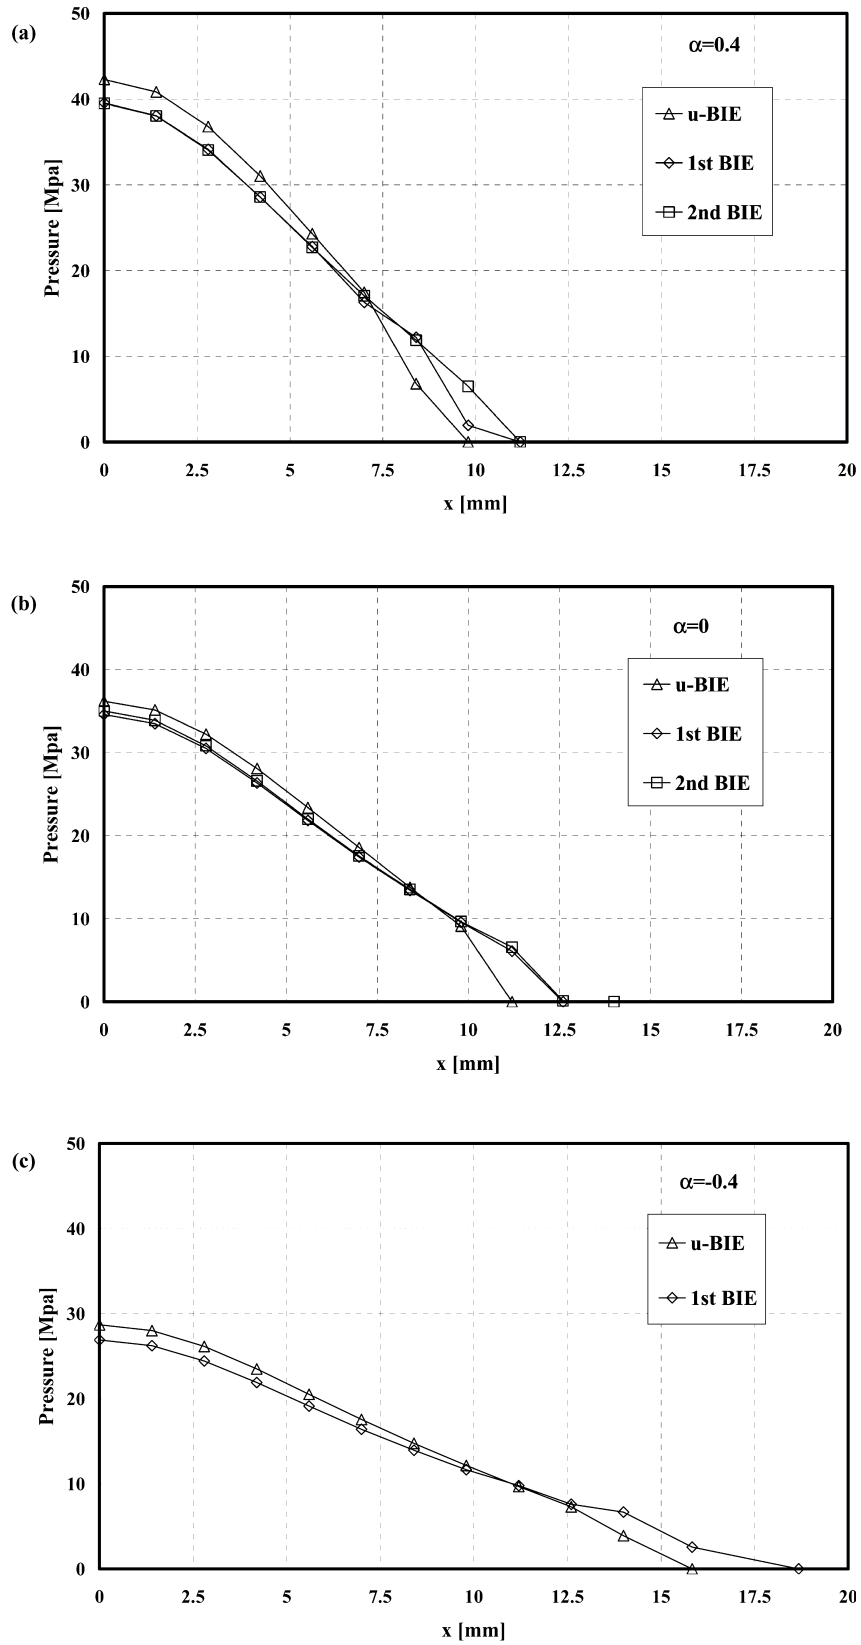 (a)
50
40
30
20
10
0
Pressure [Mpa]
α=0.4
u-BIE
1st BIE
2nd BIE
0 2.5 5 7.5 10 12.5 15 17.5 20
x [mm]
(b)
50
40
30
20
10
0
Pressure [Mpa]
α=0
u-BIE
1st BIE
2nd BIE
0 2.5 5 7.5 10 12.5 15 17.5 20
x [mm]
(c)
50
40
30
20
10
0
Pressure [Mpa]
α=-0.4
u-BIE
1st BIE
0 2.5 5 7.5 10 12.5 15 17.5 20
x [mm]